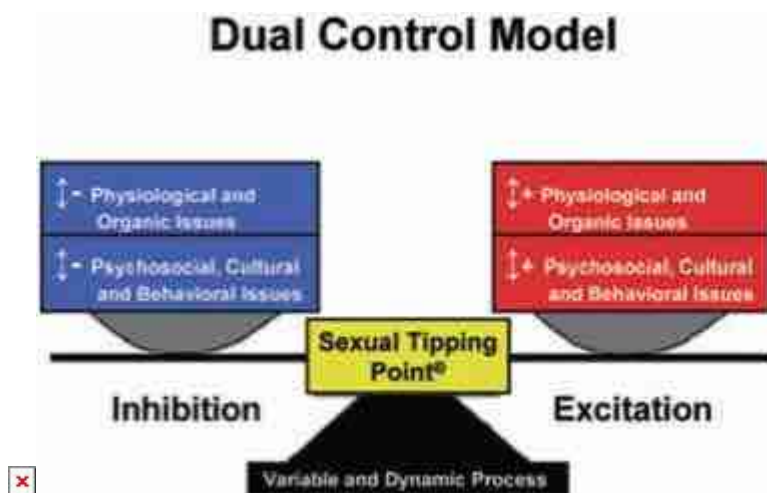 Dual Control Model
- Physiological and
Organic Issues
- Psychosocial, Cultural
and Behavioral Issues
+ Physiological and
Organic Issues
+ Psychosocial, Cultural
and Behavioral Issues
Sexual Tipping
Point®
Inhibition
Excitation
Variable and Dynamic Process